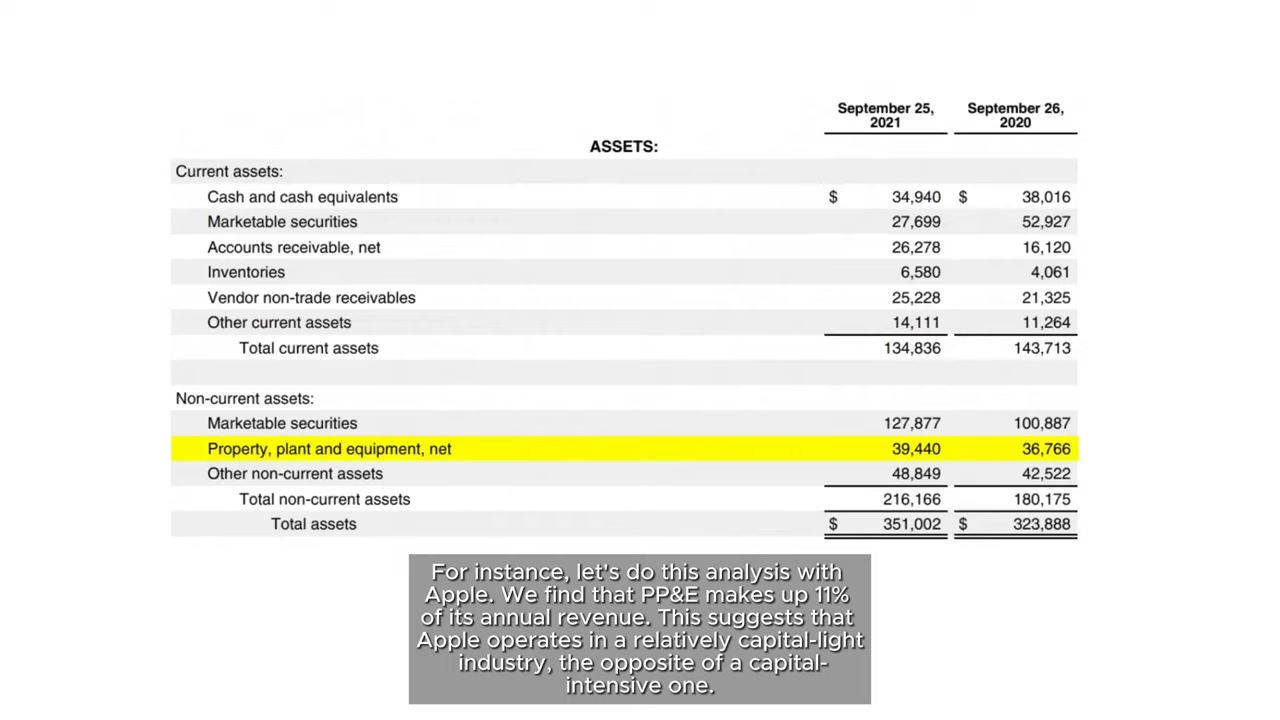 September 25, 2021 September 26, 2020
ASSETS:
Current assets:
Cash and cash equivalents $ 34,940 $ 38,016
Marketable securities 27,699 52,927
Accounts receivable, net 26,278 16,120
Inventories 6,580 4,061
Vendor non-trade receivables 25,228 21,325
Other current assets 14,111 11,264
Total current assets 134,836 143,713
Non-current assets:
Marketable securities 127,877 100,887
Property, plant and equipment, net 39,440 36,766
Other non-current assets 48,849 42,522
Total non-current assets 216,166 180,175
Total assets $ 351,002 $ 323,888
For instance, let's do this analysis with
Apple. We find that PP&E makes up 11%
of its annual revenue. This suggests that
Apple operates in a relatively capital-light
industry, the opposite of a capital-
intensive one.